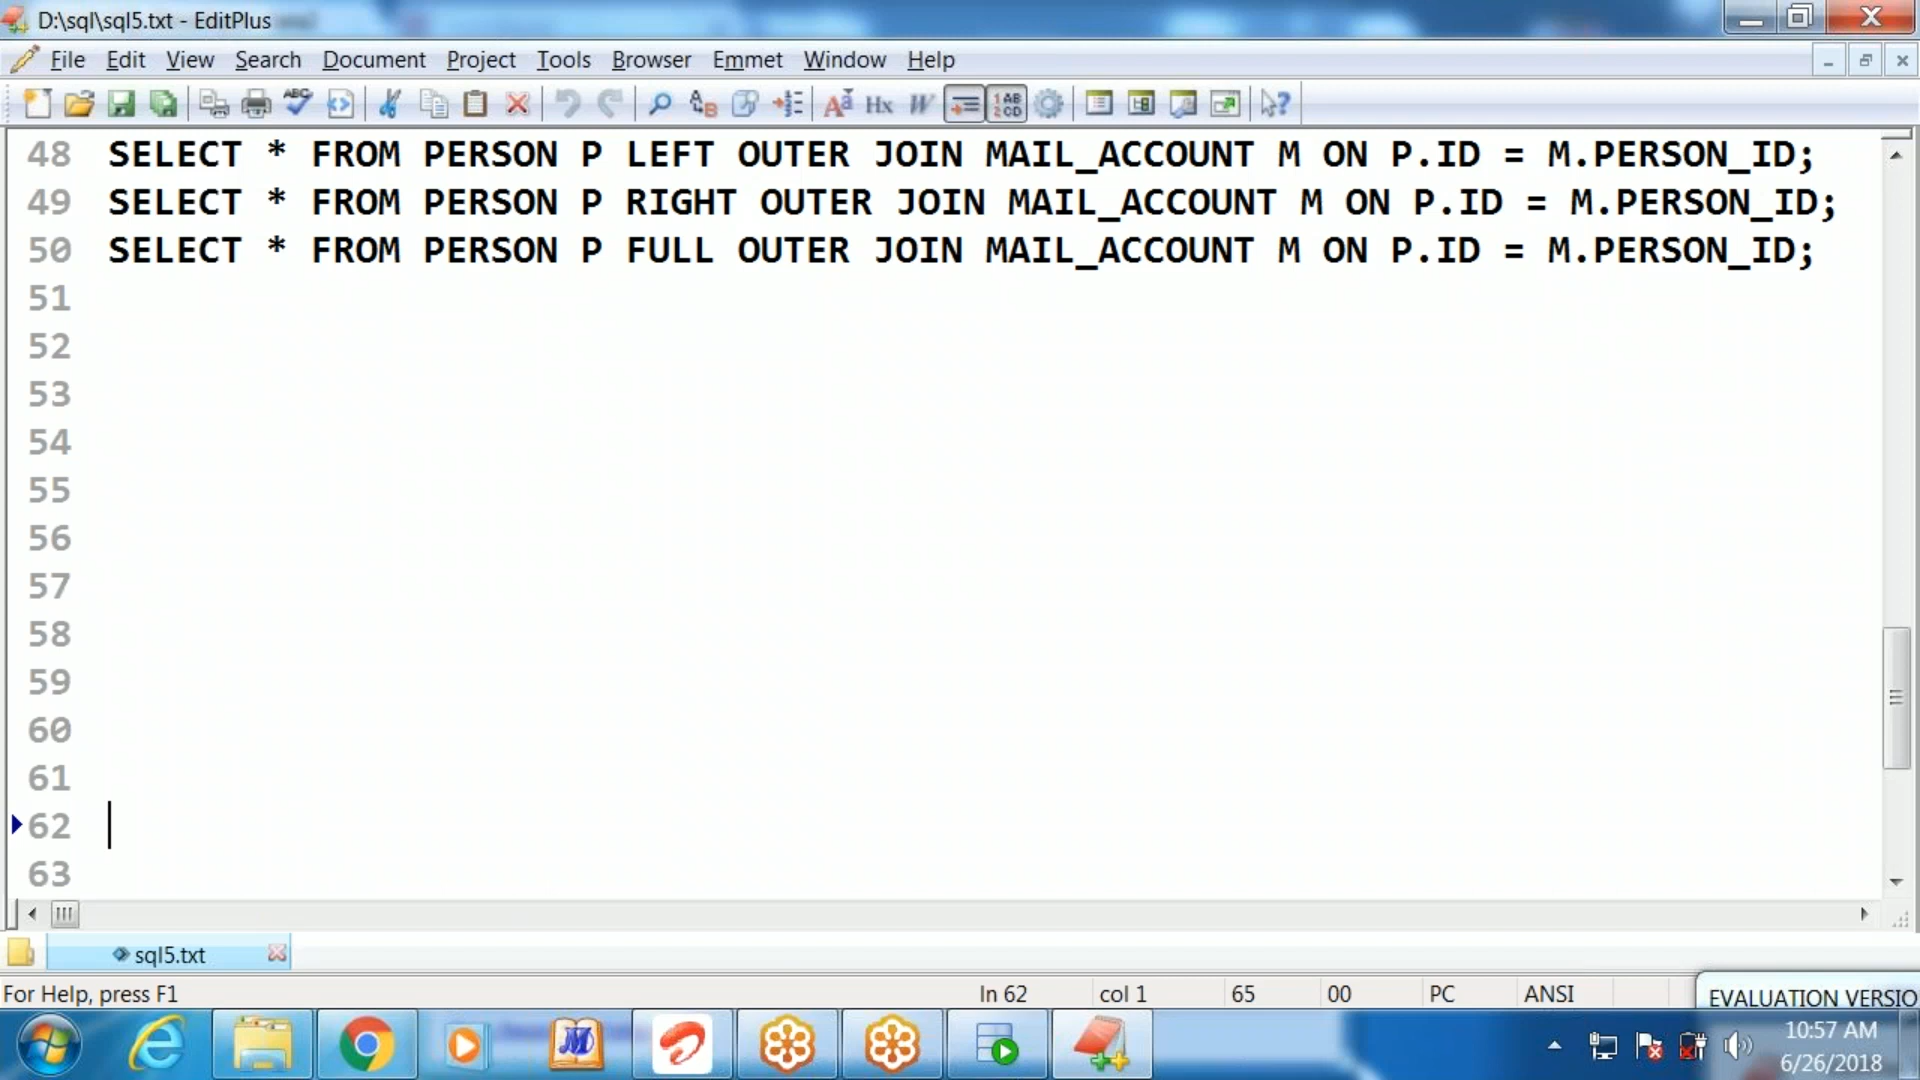 D:\sql\sql5.txt - EditPlus
File Edit View Search Document Project Tools Browser Emmet Window Help
48 SELECT * FROM PERSON P LEFT OUTER JOIN MAIL_ACCOUNT M ON P.ID = M.PERSON_ID;
49 SELECT * FROM PERSON P RIGHT OUTER JOIN MAIL_ACCOUNT M ON P.ID = M.PERSON_ID;
50 SELECT * FROM PERSON P FULL OUTER JOIN MAIL_ACCOUNT M ON P.ID = M.PERSON_ID;
51
52
53
54
55
56
57
58
59
60
61
62
63
sql5.txt
For Help, press F1 ln 62 col 1 65 00 PC ANSI EVALUATION VERSIO
10:57 AM
6/26/2018